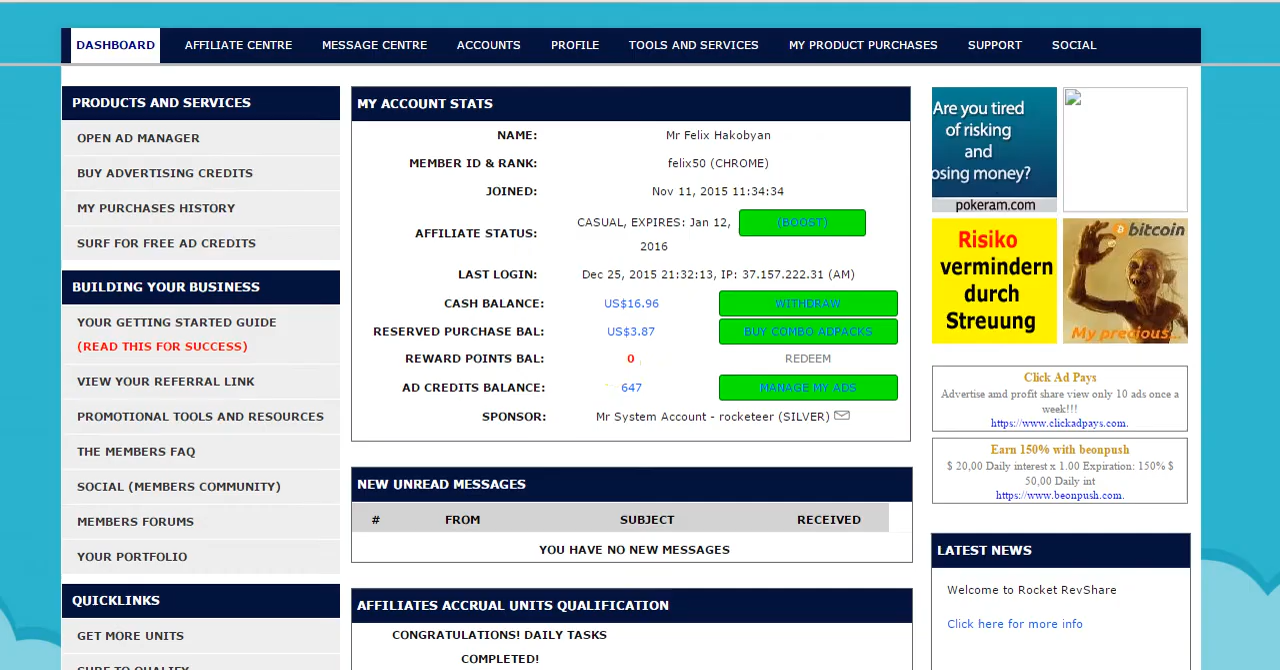 DASHBOARD AFFILIATE CENTRE MESSAGE CENTRE ACCOUNTS PROFILE TOOLS AND SERVICES MY PRODUCT PURCHASES SUPPORT SOCIAL
PRODUCTS AND SERVICES
OPEN AD MANAGER
BUY ADVERTISING CREDITS
MY PURCHASES HISTORY
SURF FOR FREE AD CREDITS
BUILDING YOUR BUSINESS
YOUR GETTING STARTED GUIDE
(READ THIS FOR SUCCESS)
VIEW YOUR REFERRAL LINK
PROMOTIONAL TOOLS AND RESOURCES
THE MEMBERS FAQ
SOCIAL (MEMBERS COMMUNITY)
MEMBERS FORUMS
YOUR PORTFOLIO
QUICKLINKS
GET MORE UNITS
SURF TO QUALIFY
MY ACCOUNT STATS
NAME: Mr Felix Hakobyan
MEMBER ID & RANK: felix50 (CHROME)
JOINED: Nov 11, 2015 11:34:34
AFFILIATE STATUS: CASUAL, EXPIRES: Jan 12, (BOOST)
2016
LAST LOGIN: Dec 25, 2015 21:32:13, IP: 37.157.222.31 (AM)
CASH BALANCE: US$16.96 WITHDRAW
RESERVED PURCHASE BAL: US$3.87 BUY COMBO ADPACKS
REWARD POINTS BAL: 0 REDEEM
AD CREDITS BALANCE: 647 MANAGE MY ADS
SPONSOR: Mr System Account - rocketeer (SILVER)
NEW UNREAD MESSAGES
# FROM SUBJECT RECEIVED
YOU HAVE NO NEW MESSAGES
AFFILIATES ACCRUAL UNITS QUALIFICATION
CONGRATULATIONS! DAILY TASKS
COMPLETED!
Are you tired
of risking
and
osing money?
pokeram.com
Risiko
vermindern
durch
Streuung
bitcoin
My precious...
Click Ad Pays
Advertise amd profit share view only 10 ads once a
week!!!
https://www.clickadpays.com.
Earn 150% with beonpush
$ 20,00 Daily interest x 1.00 Expiration: 150% $
50,00 Daily int
https://www.beonpush.com.
LATEST NEWS
Welcome to Rocket RevShare
Click here for more info